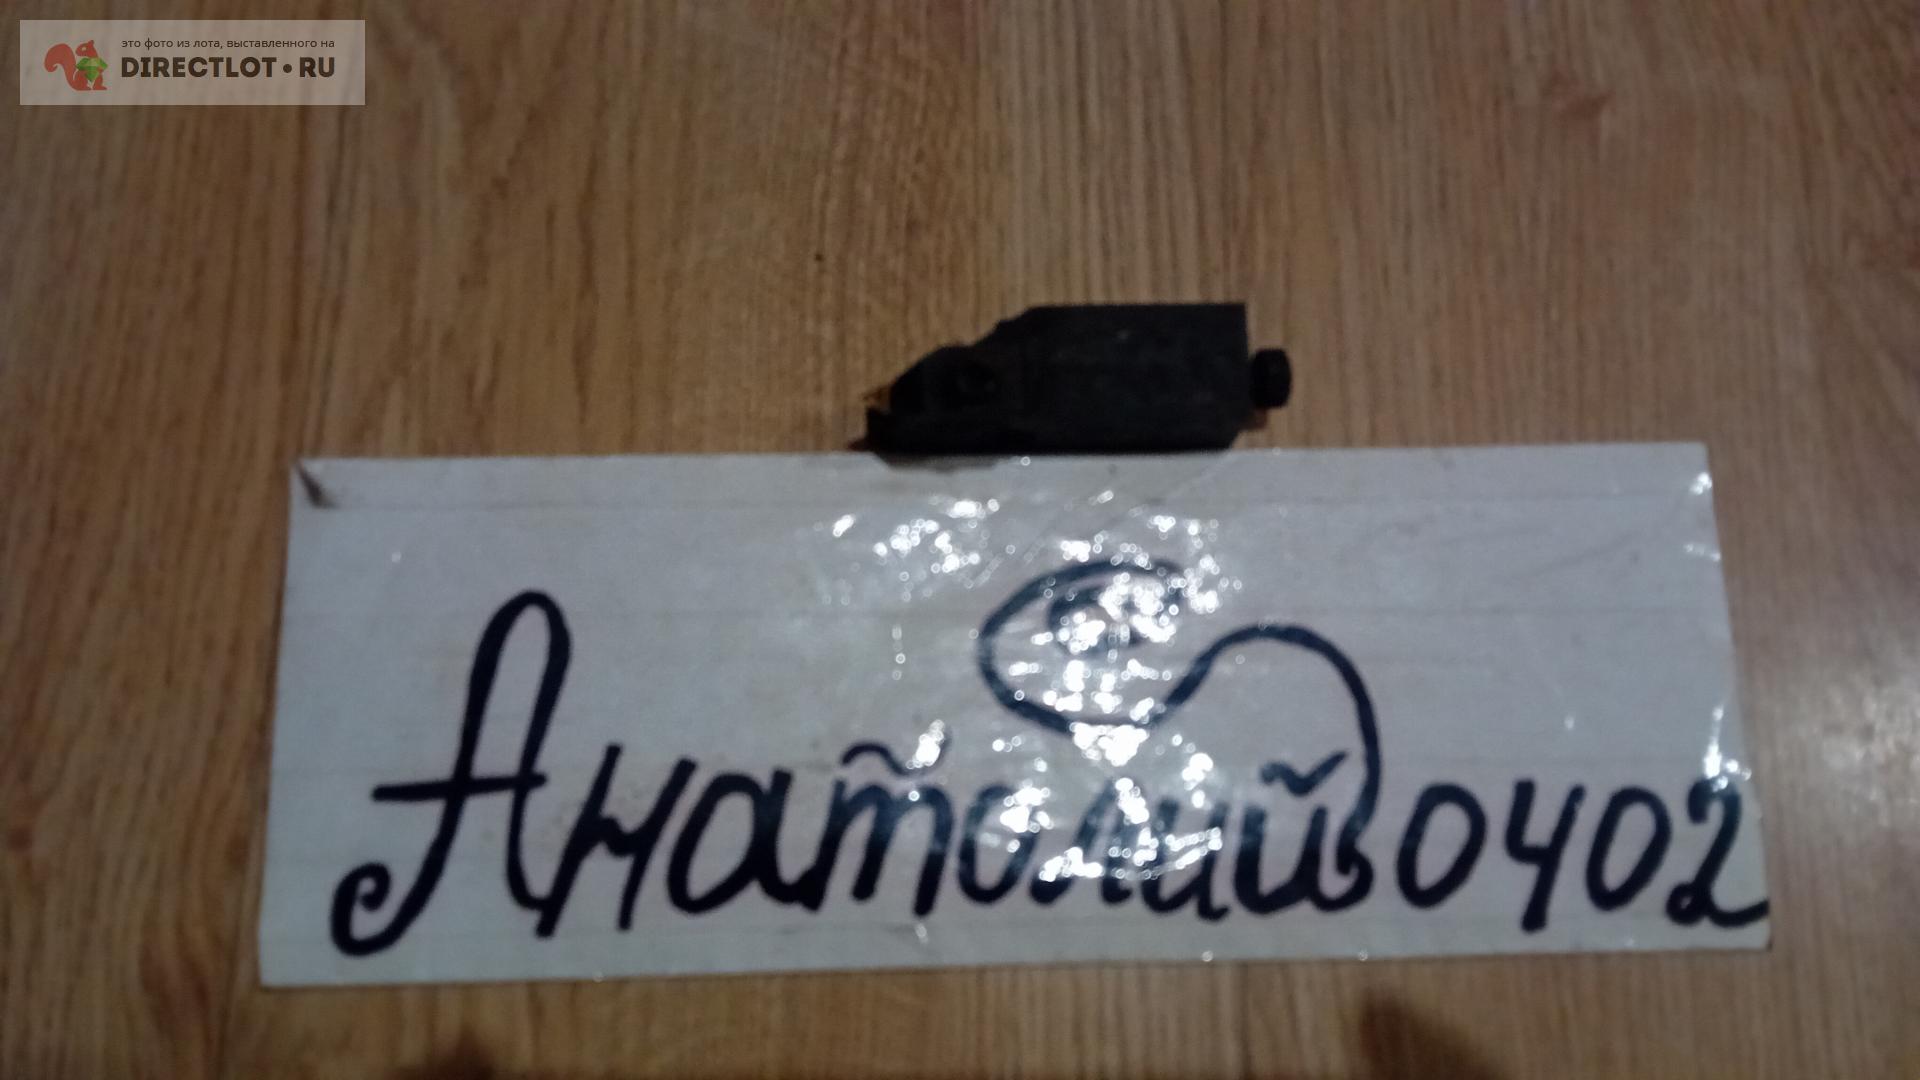 это фото из лота, выставленного на
DIRECTLOT•RU
Анатолий0402